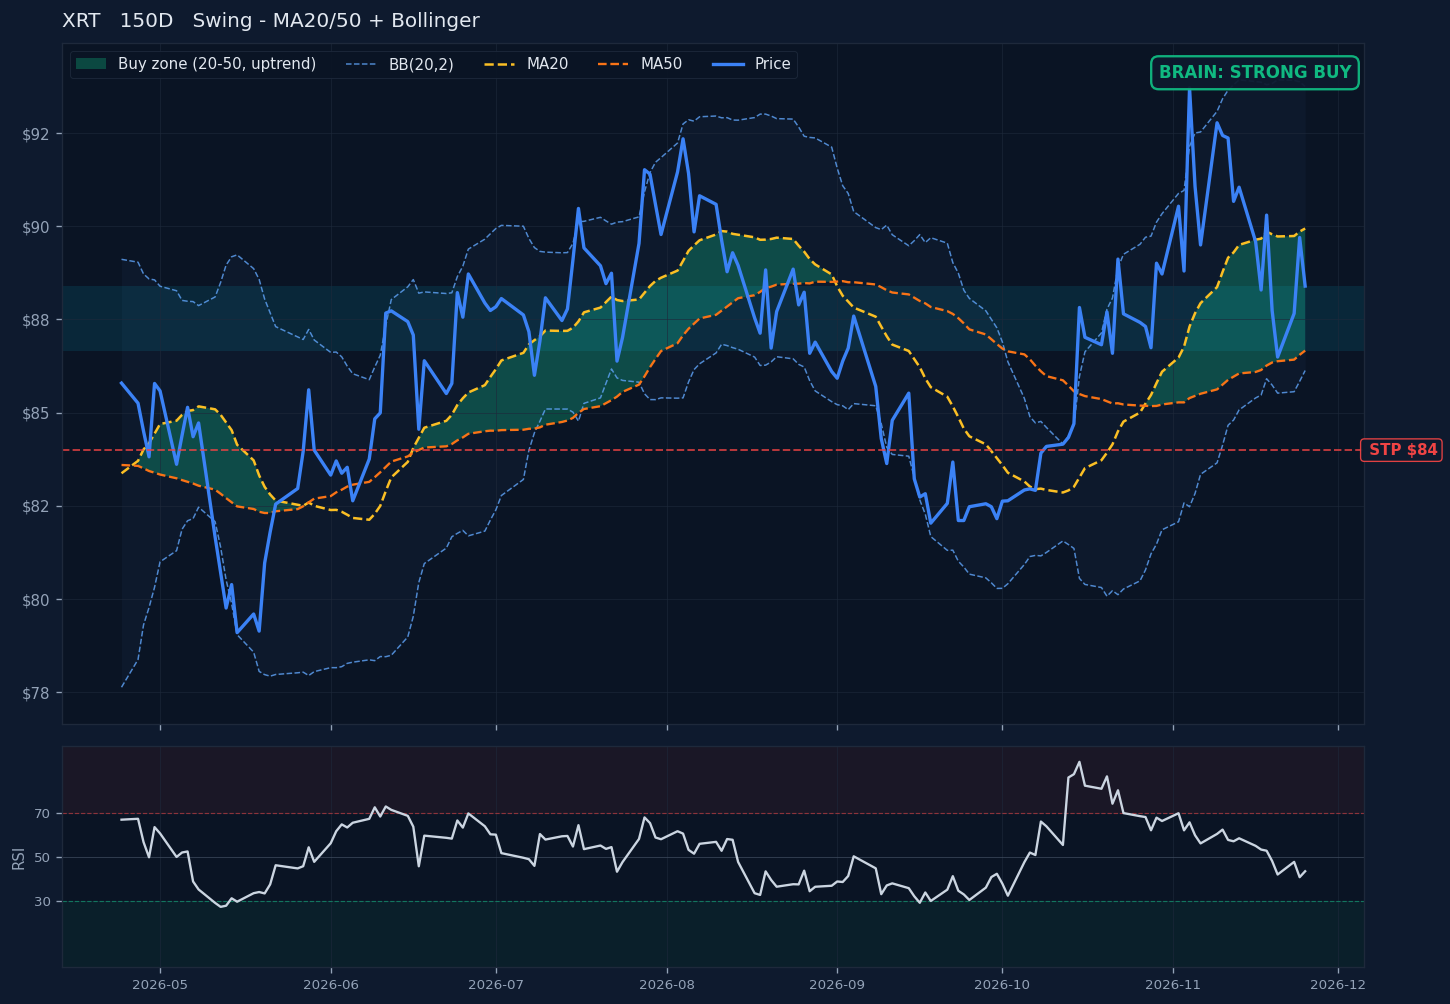 XRT   150D   Swing - MA20/50 + Bollinger
Buy zone (20-50, uptrend)   BB(20,2)   MA20   MA50   Price
BRAIN: STRONG BUY
$92
$90
$88
$85
$82
$80
$78
STP $84
RSI
70
50
30
2026-05   2026-06   2026-07   2026-08   2026-09   2026-10   2026-11   2026-12